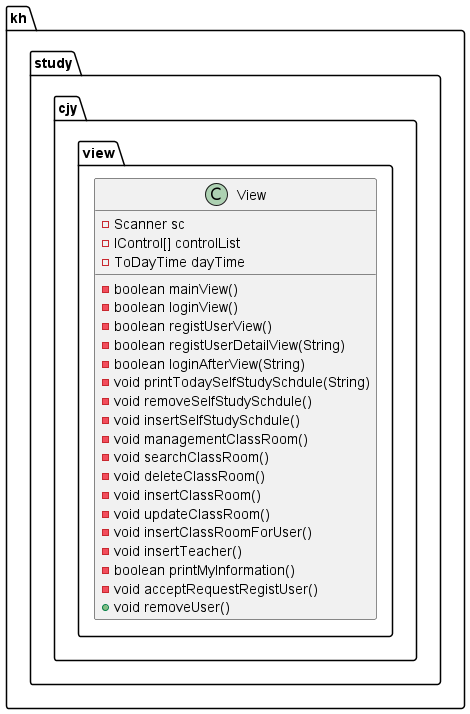 kh
study
cjy
view
C View
Scanner sc
IControl[] controlList
ToDayTime dayTime
boolean mainView()
boolean loginView()
boolean registUserView()
boolean registUserDetailView(String)
boolean loginAfterView(String)
void printTodaySelfStudySchdule(String)
void removeSelfStudySchdule()
void insertSelfStudySchdule()
void managementClassRoom()
void searchClassRoom()
void deleteClassRoom()
void insertClassRoom()
void updateClassRoom()
void insertClassRoomForUser()
void insertTeacher()
boolean printMyInformation()
void acceptRequestRegistUser()
void removeUser()